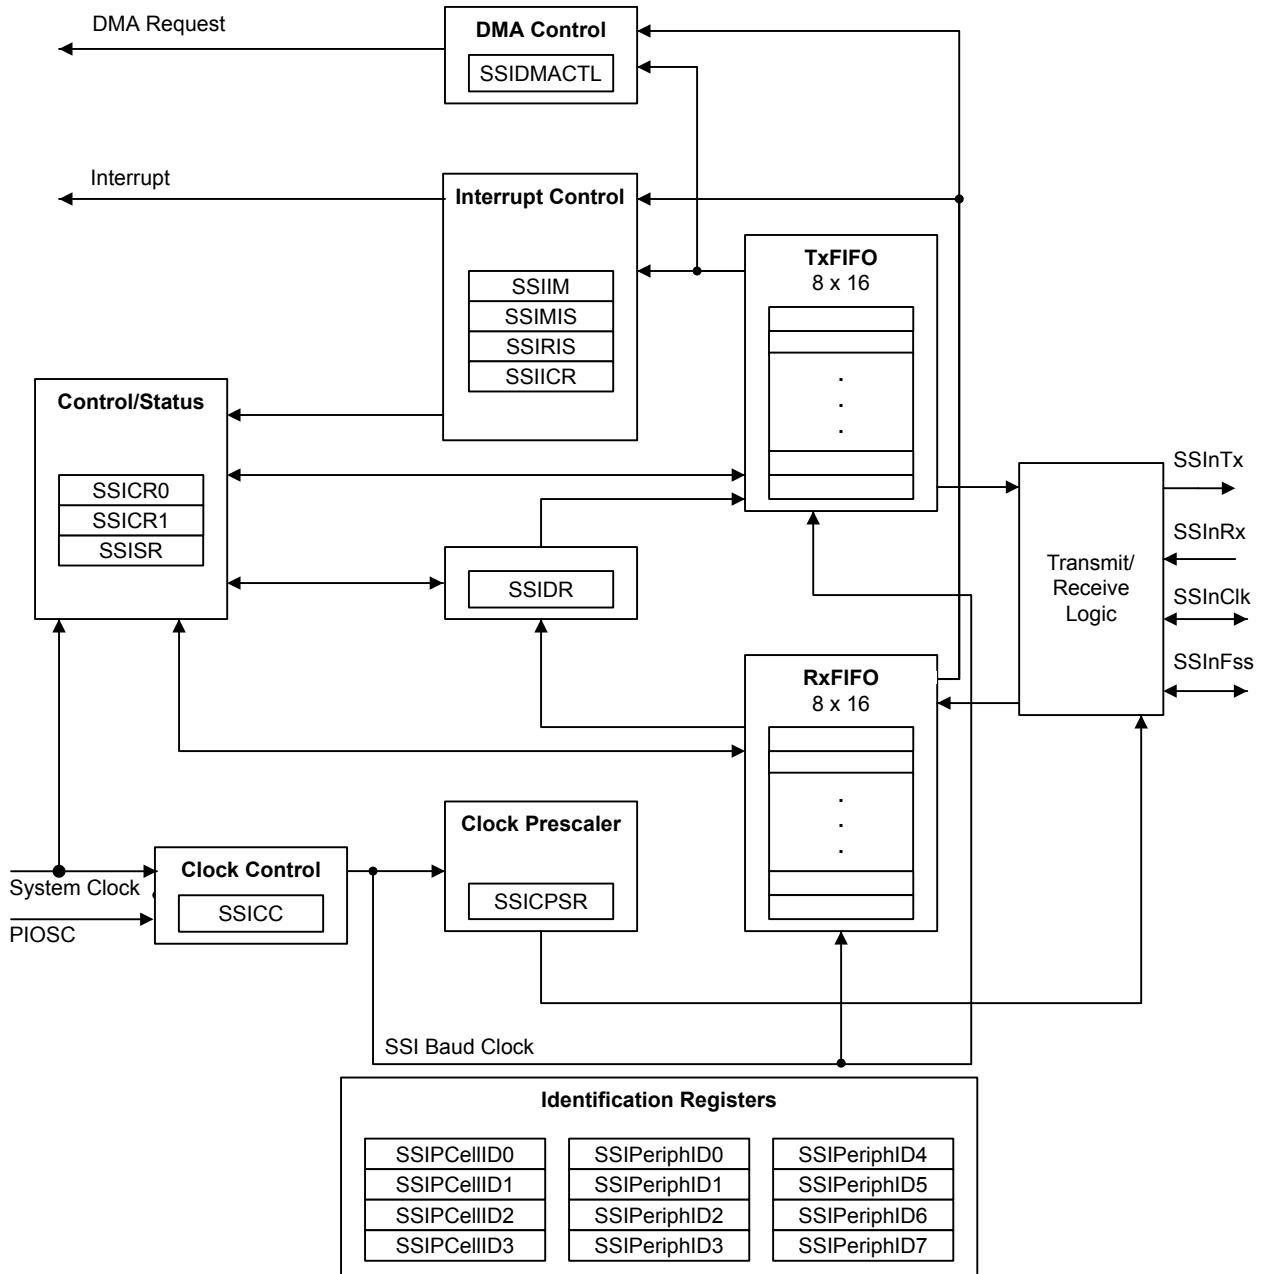 DMA Request
DMA Control
SSIDMACTL
Interrupt
Interrupt Control
SSIIM
SSIMIS
SSIRIS
SSIICR
TxFIFO
8 x 16
.
.
.
Control/Status
SSICR0
SSICR1
SSISR
SSIDR
Transmit/
Receive
Logic
SSInTx
SSInRx
SSInClk
SSInFss
RxFIFO
8 x 16
.
.
.
Clock Prescaler
SSICPSR
Clock Control
SSICC
System Clock
PIOSC
SSI Baud Clock
Identification Registers
SSIPCellID0
SSIPCellID1
SSIPCellID2
SSIPCellID3
SSIPeriphID0
SSIPeriphID1
SSIPeriphID2
SSIPeriphID3
SSIPeriphID4
SSIPeriphID5
SSIPeriphID6
SSIPeriphID7